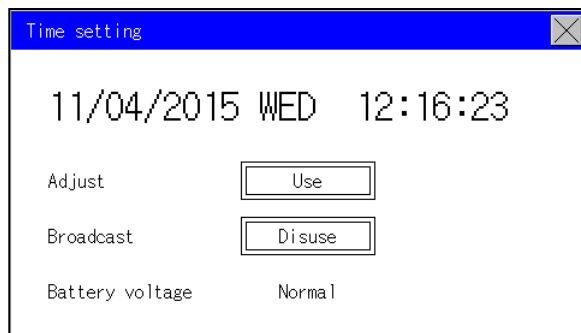 Time setting
11/04/2015 WED 12:16:23
Adjust Use
Broadcast Disuse
Battery voltage Normal